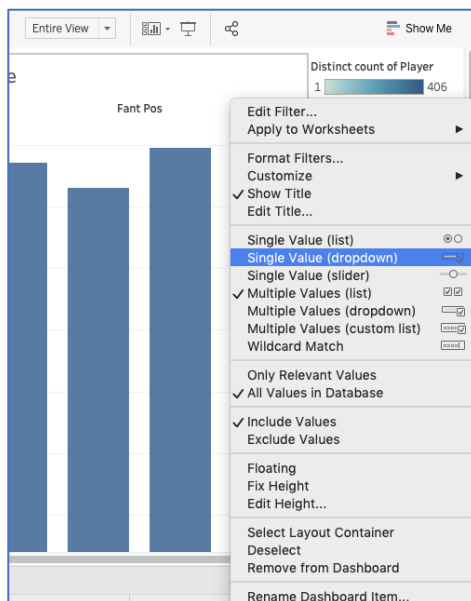 Entire View
Show Me
e
Distinct count of Player
1 406
Fant Pos
Edit Filter...
Apply to Worksheets
Format Filters...
Customize
Show Title
Edit Title...
Single Value (list)
Single Value (dropdown)
Single Value (slider)
Multiple Values (list)
Multiple Values (dropdown)
Multiple Values (custom list)
Wildcard Match
Only Relevant Values
All Values in Database
Include Values
Exclude Values
Floating
Fix Height
Edit Height...
Select Layout Container
Deselect
Remove from Dashboard
Rename Dashboard Item...